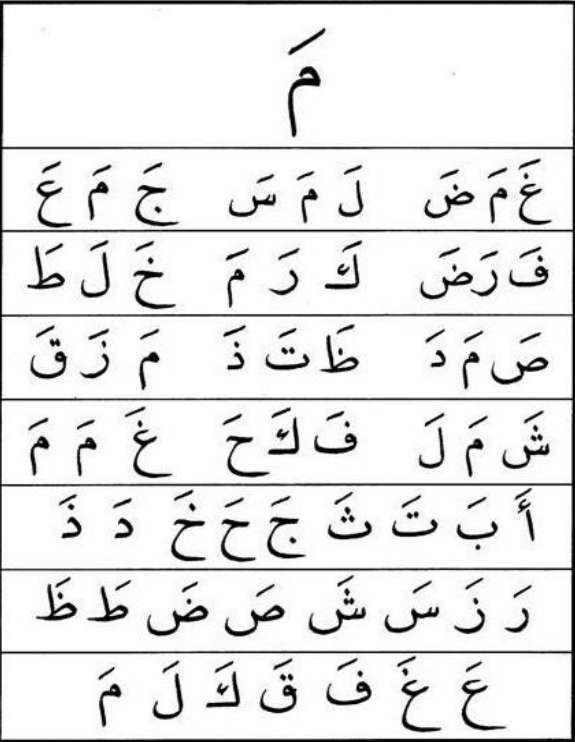 مَ
غَ مَ ضَ لَ مَ سَ جَ مَ عَ
فَ رَ ضَ كَ رَ مَ خَ لَ طَ
صَ مَ دَ ظَ تَ ذَ مَ زَ قَ
شَ مَ لَ فَ كَ حَ غَ مَ مَ
أَ بَ تَ ثَ جَ حَ خَ دَ ذَ
رَ زَ سَ شَ صَ ضَ طَ ظَ
عَ غَ فَ قَ كَ لَ مَ